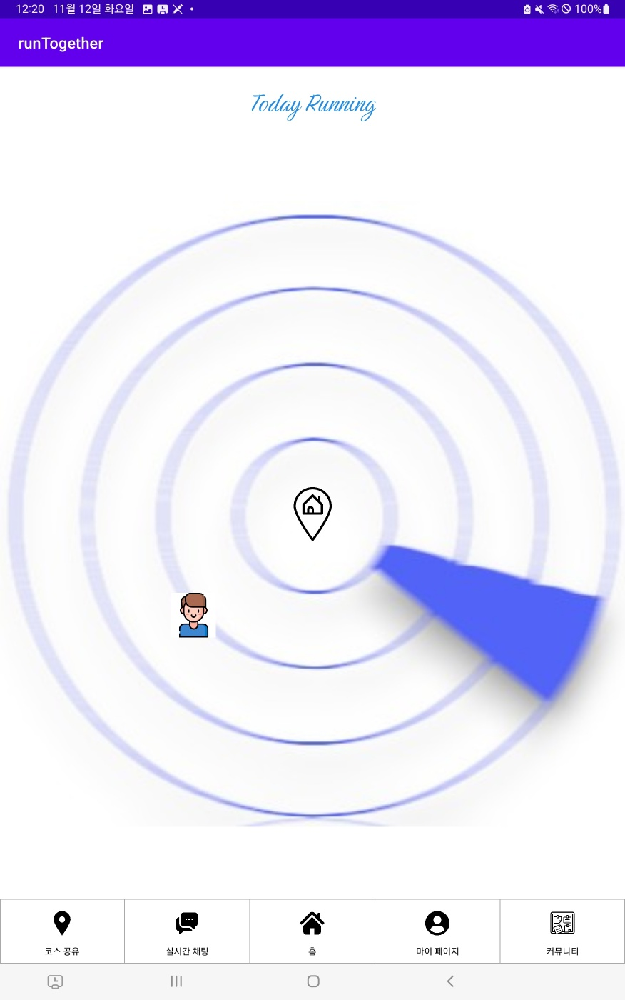 12:20 11월 12일 화요일 • 100%
runTogether
Today Running
코스 공유
실시간 채팅
홈
마이 페이지
커뮤니티